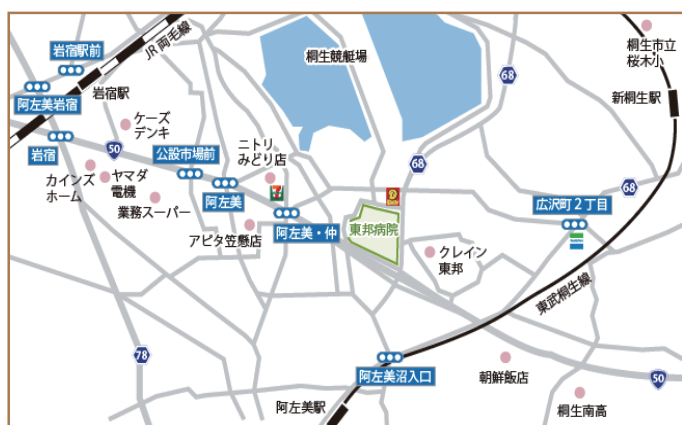 岩宿駅前
JR 両毛線
桐生競艇場
桐生市立
桜木小
68
新桐生駅
阿左美岩宿
岩宿駅
ケーズ
デンキ
岩宿
50
公設市場前
ニトリ
みどり店
68
カインズ
ホーム
ヤマダ
電機
業務スーパー
阿左美
7
68
広沢町2丁目
アピタ笠懸店
阿左美・仲
東邦病院
クレイン
東邦
東武桐生線
78
阿左美沼入口
朝鮮飯店
50
阿左美駅
桐生南高